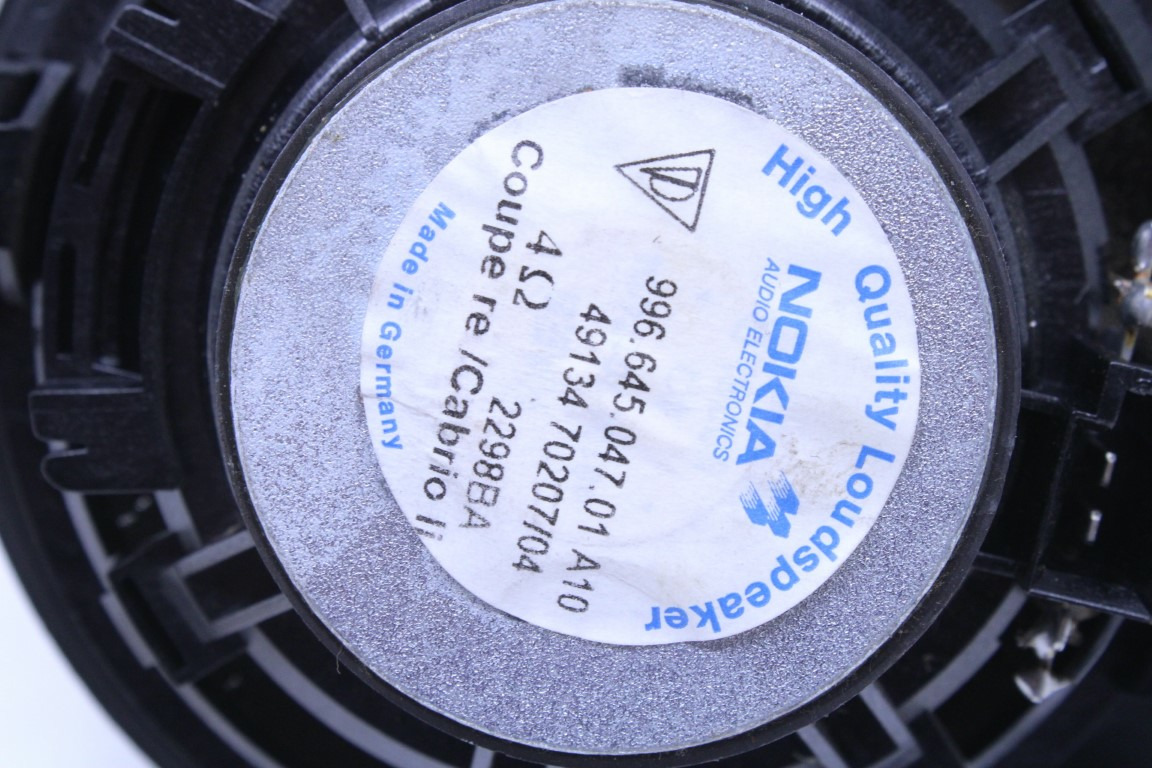 High Quality Loudspeaker
NOKIA
AUDIO ELECTRONICS
996.645.047.01 A10
49134 70207/04
4Ω 2298BA
Coupe re/Cabrio li
Made in Germany